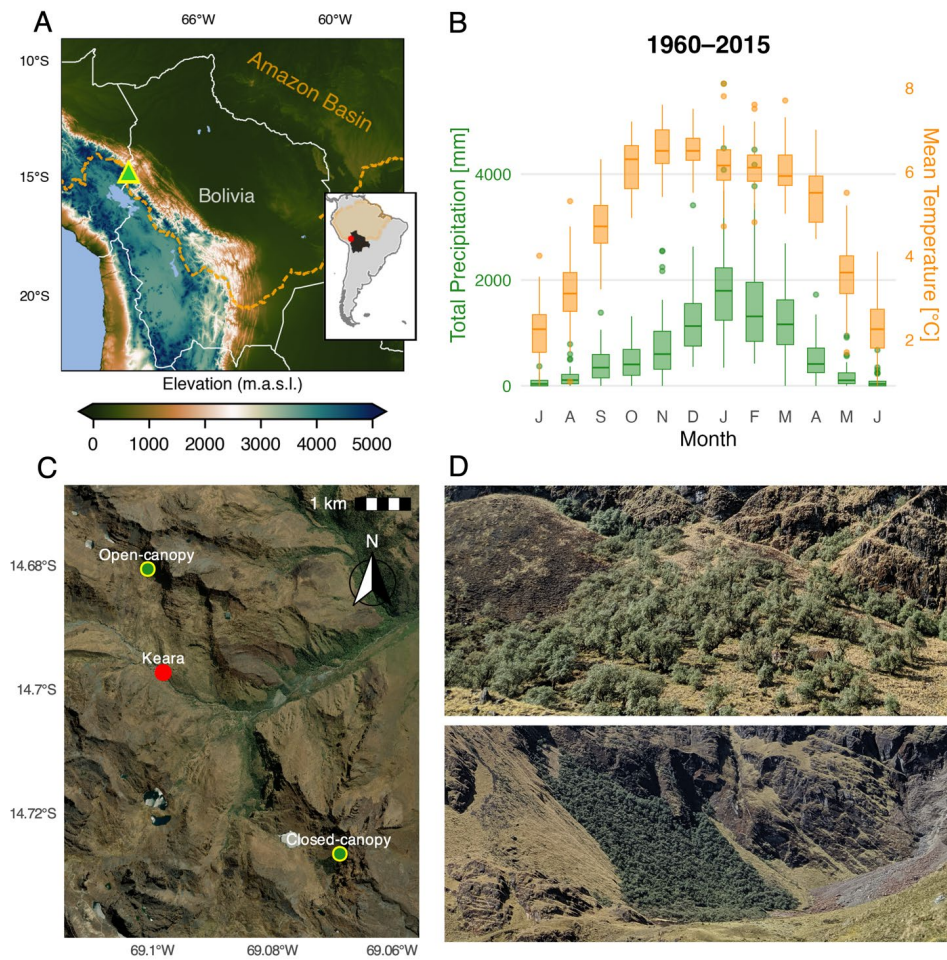 A
66°W
60°W
10°S
15°S
20°S
Amazon Basin
Bolivia
Elevation (m.a.s.l.)
0
1000
2000
3000
4000
5000
B
1960–2015
Total Precipitation [mm]
4000
2000
0
Mean Temperature [°C]
8
6
4
2
J
A
S
O
N
D
J
F
M
A
M
J
Month
C
1 km
N
Open-canopy
Keara
Closed-canopy
14.68°S
14.7°S
14.72°S
69.1°W
69.08°W
69.06°W
D